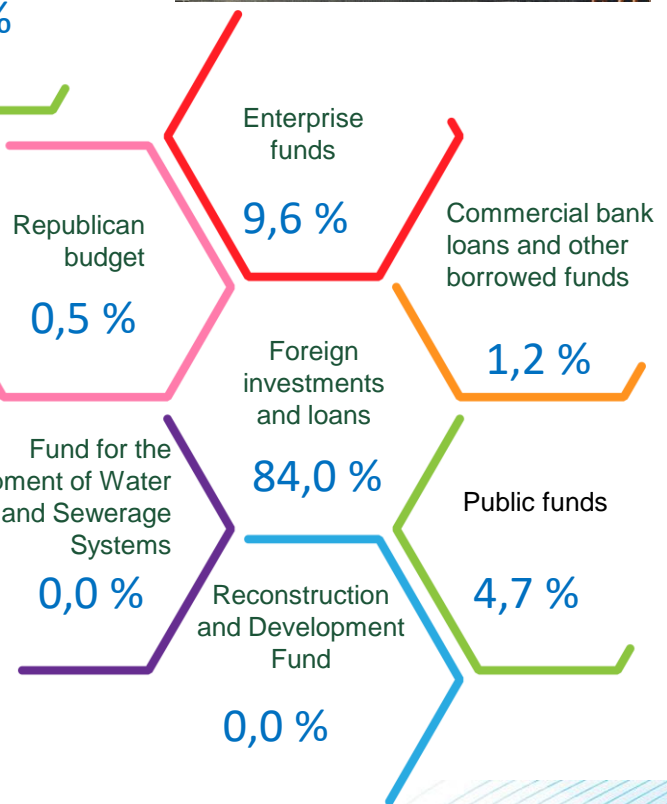 %
Enterprise
funds
9,6 %
Republican
budget
0,5 %
Commercial bank
loans and other
borrowed funds
1,2 %
Foreign
investments
and loans
84,0 %
Fund for the
of Water
and Sewerage
Systems
0,0 %
Public funds
4,7 %
Reconstruction
and Development
Fund
0,0 %